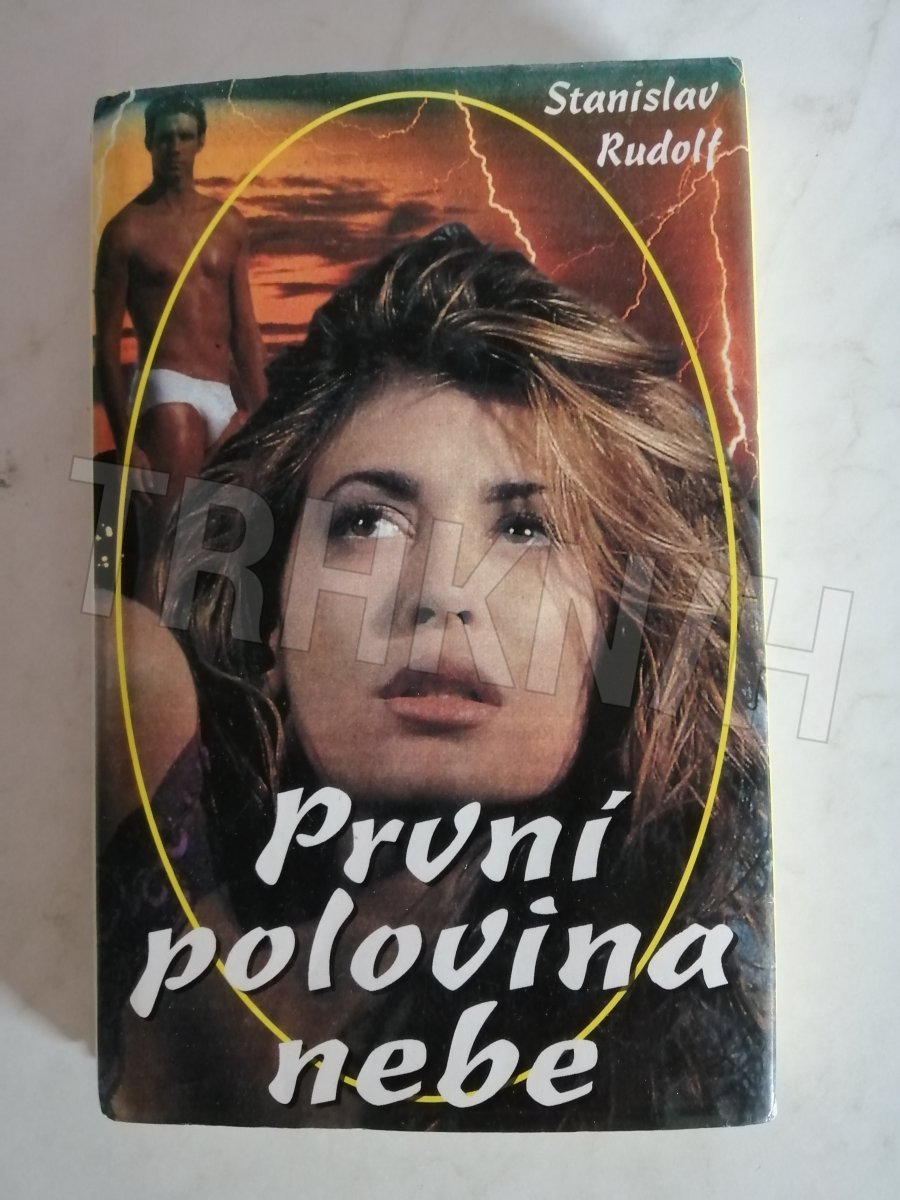 Stanislav
Rudolf
TRHKNIH
První
polovina
nebe